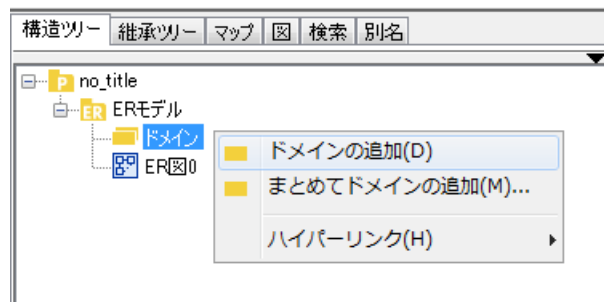 構造ツリー 継承ツリー マップ 図 検索 別名
P no_title
ER ERモデル
ドメイン
ER図0
ドメインの追加(D)
まとめてドメインの追加(M)...
ハイパーリンク(H)